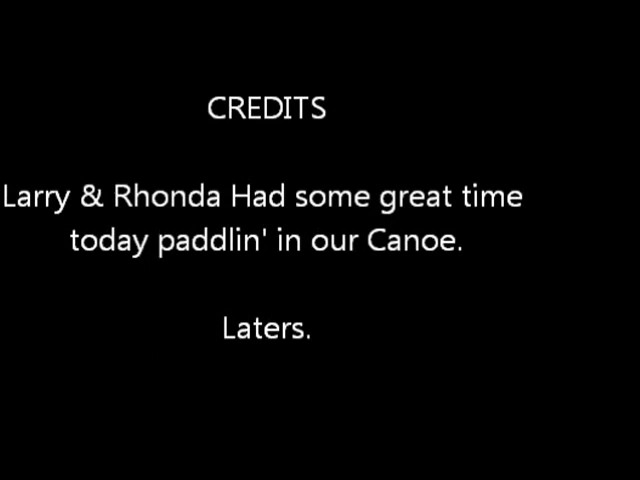 CREDITS
Larry & Rhonda Had some great time
today paddlin' in our Canoe.
Laters.